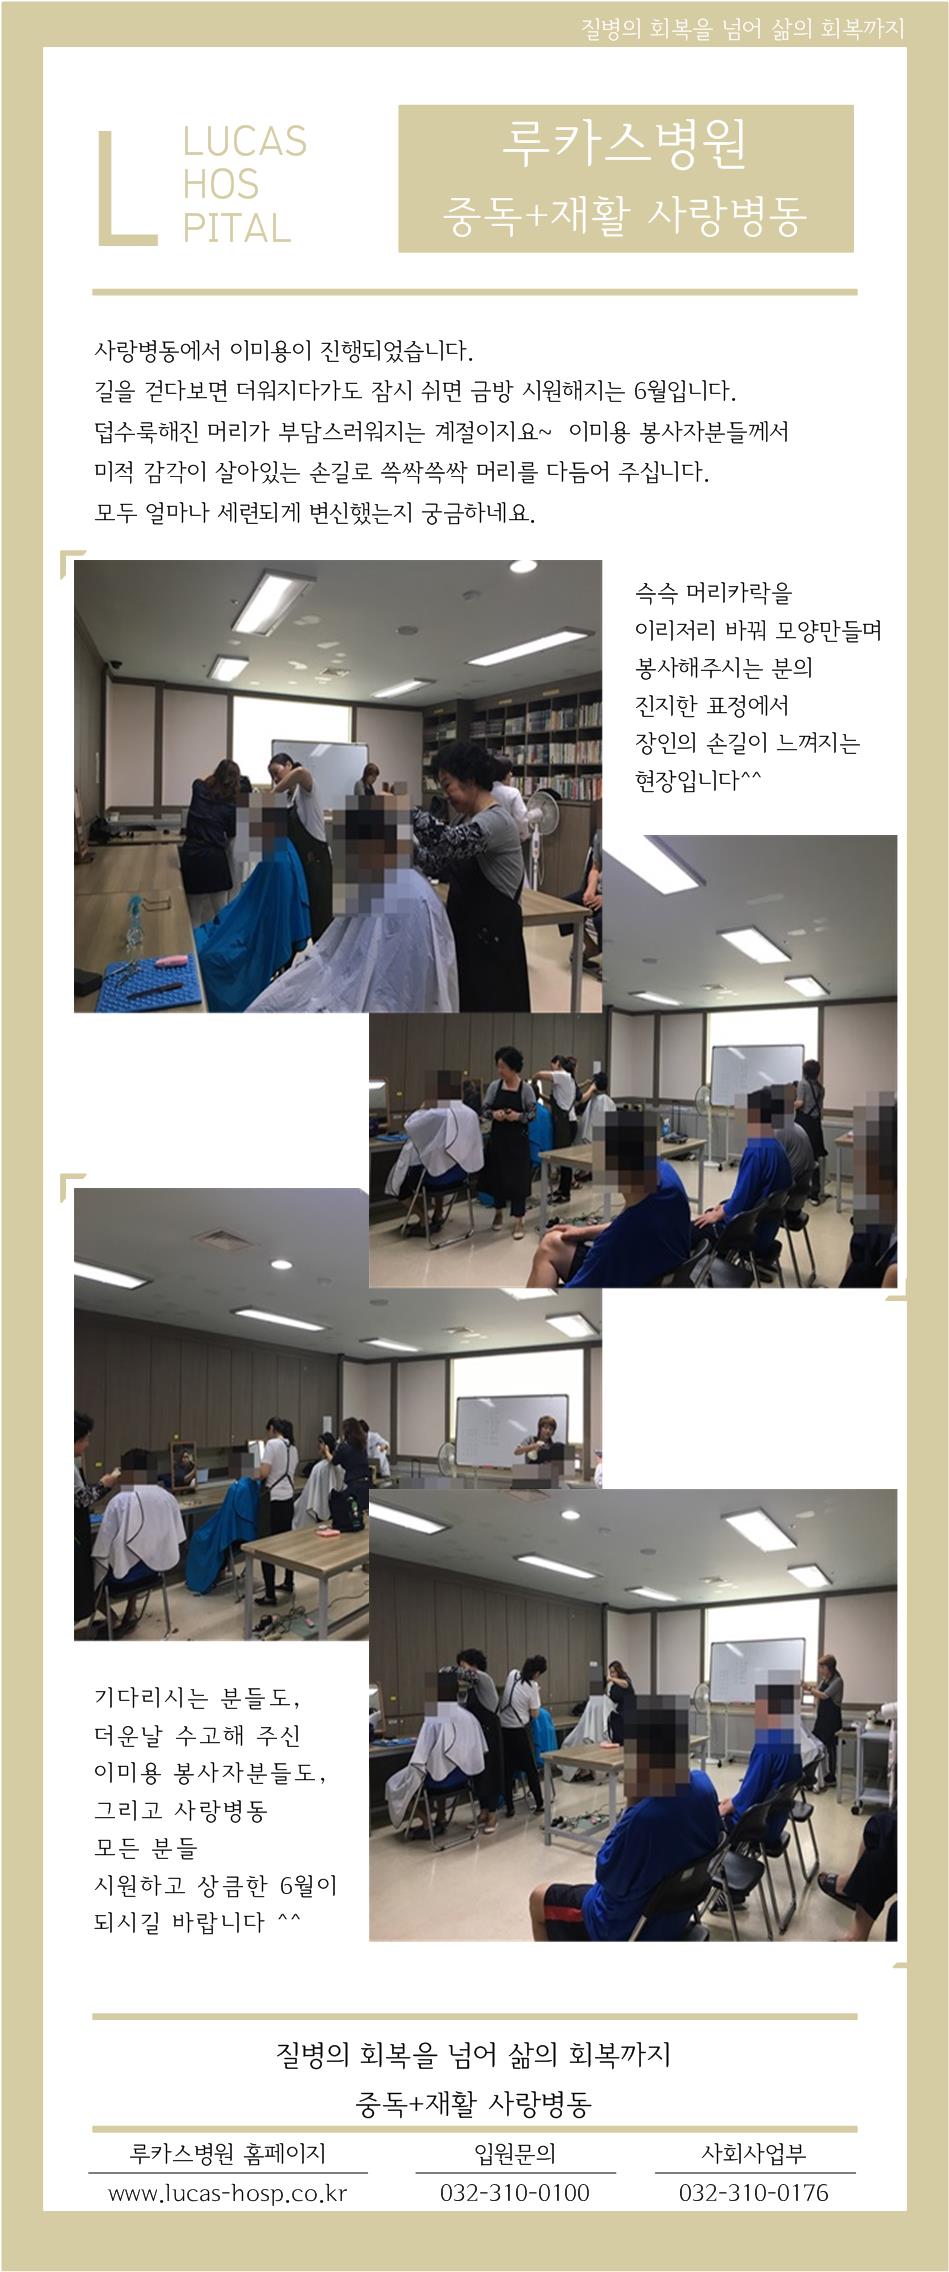 질병의 회복을 넘어 삶의 회복까지
L
LUCAS
HOS
PITAL
루카스병원
중독+재활 사랑병동
사랑병동에서 이미용이 진행되었습니다.
길을 걷다보면 더워지다가도 잠시 쉬면 금방 시원해지는 6월입니다.
덥수룩해진 머리가 부담스러워지는 계절이지요~ 이미용 봉사자분들께서
미적 감각이 살아있는 손길로 쓱싹쓱싹 머리를 다듬어 주십니다.
모두 얼마나 세련되게 변신했는지 궁금하네요.
슥슥 머리카락을
이리저리 바꿔 모양만들며
봉사해주시는 분의
진지한 표정에서
장인의 손길이 느껴지는
현장입니다^^
기다리시는 분들도,
더운날 수고해 주신
이미용 봉사자분들도,
그리고 사랑병동
모든 분들
시원하고 상큼한 6월이
되시길 바랍니다 ^^
질병의 회복을 넘어 삶의 회복까지
중독+재활 사랑병동
루카스병원 홈페이지
www.lucas-hosp.co.kr
입원문의
032-310-0100
사회사업부
032-310-0176